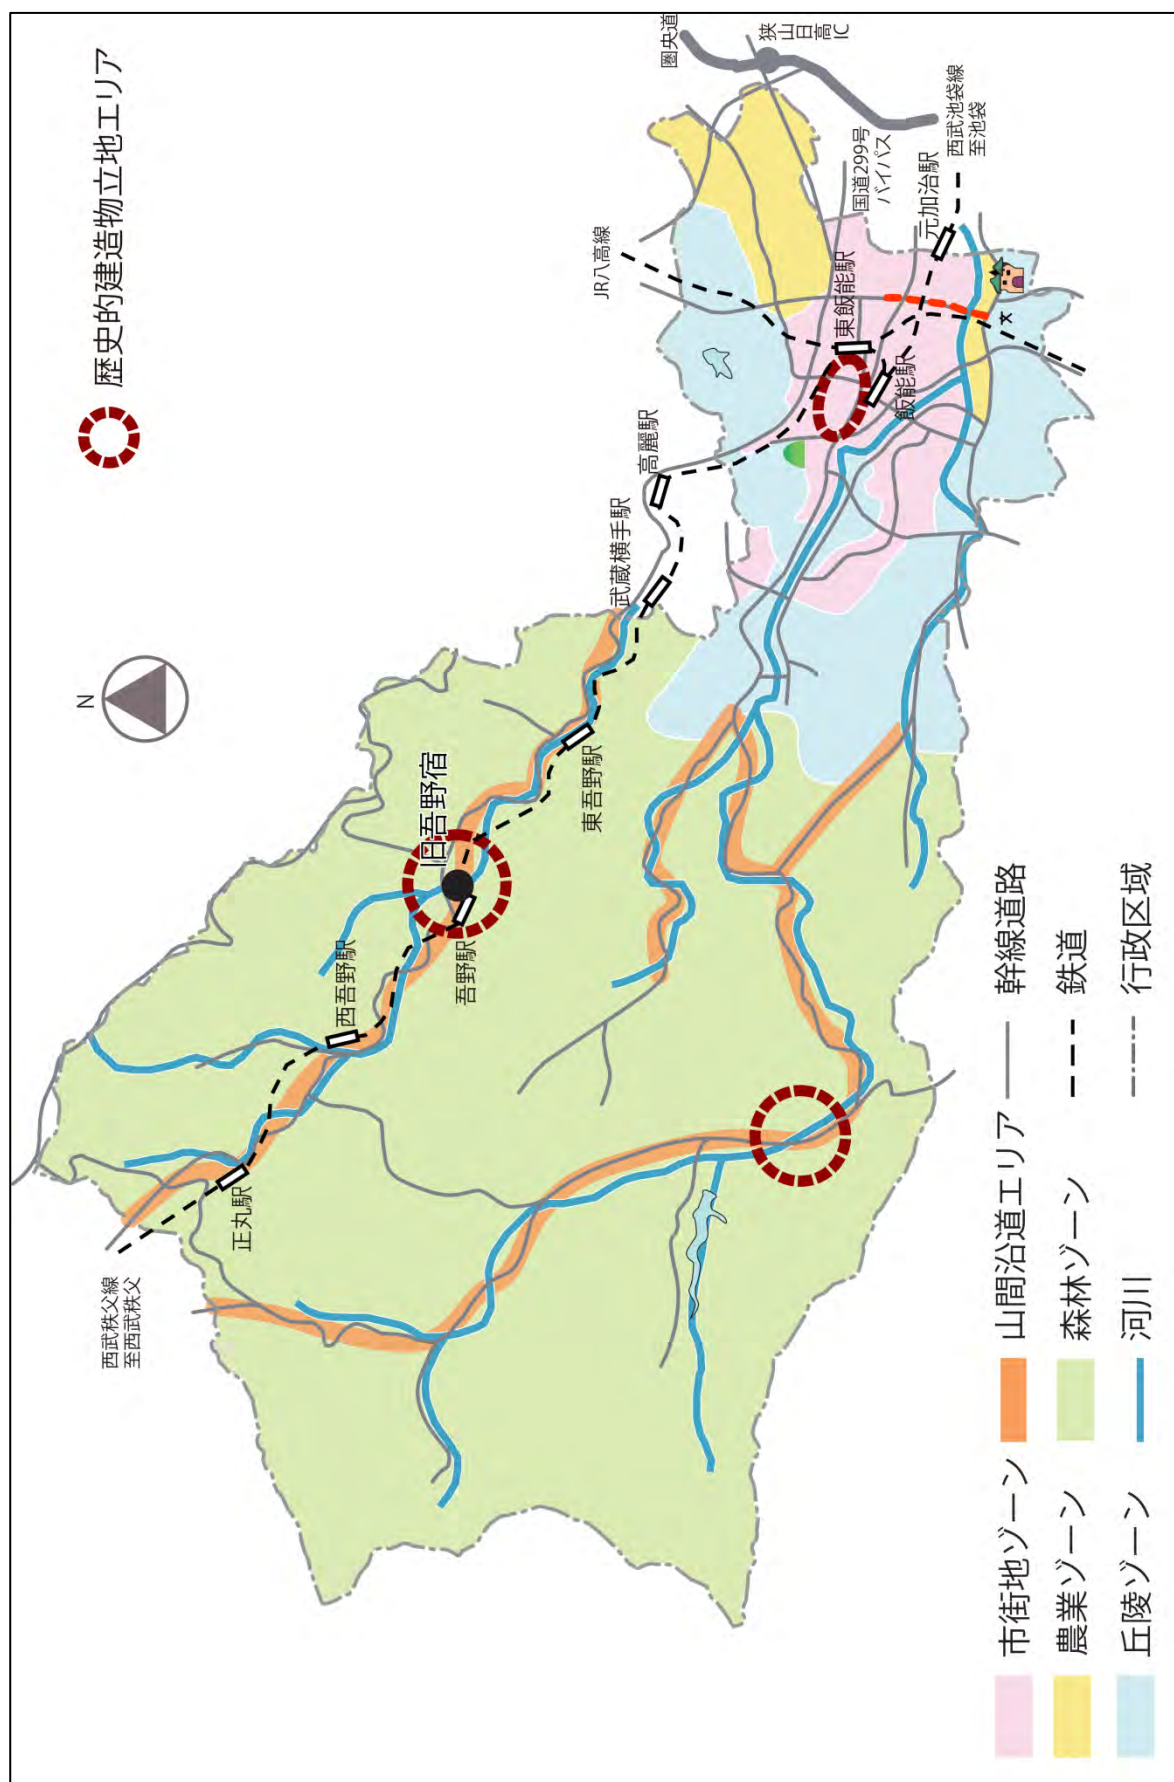 歴史的建造物立地エリア
N
圏央道
狭山日高IC
西武池袋線
至池袋
国道299号
バイパス
元加治駅
JR八高線
東飯能駅
飯能駅
高麗駅
武蔵横手駅
東吾野駅
旧吾野宿
吾野駅
西吾野駅
正丸駅
西武秩父線
至西武秩父
市街地ゾーン
山間沿道エリア
幹線道路
農業ゾーン
森林ゾーン
鉄道
丘陵ゾーン
河川
行政区域